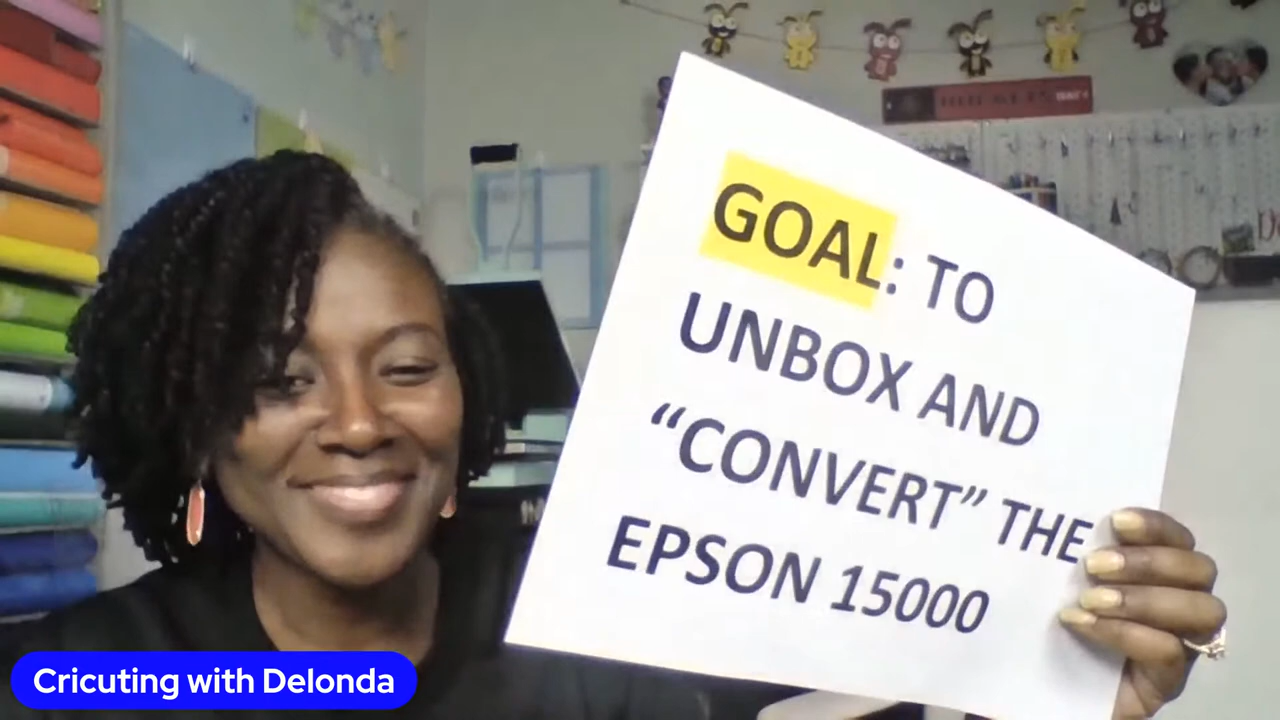 GOAL: TO
UNBOX AND
“CONVERT” THE
EPSON 15000
Cricuting with Delonda